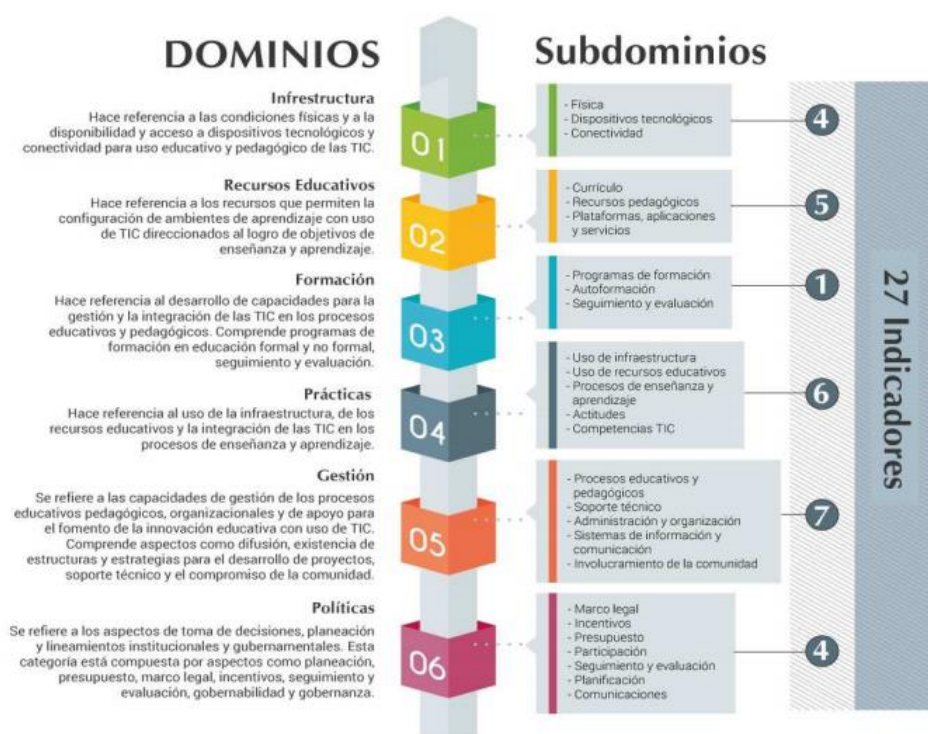 DOMINIOS
Subdominios
Infrestructura
Hace referencia a las condiciones físicas y a la
disponibilidad y acceso a dispositivos tecnológicos y
conectividad para uso educativo y pedagógico de las TIC.
01
- Física
- Dispositivos tecnológicos
- Conectividad
4
Recursos Educativos
Hace referencia a los recursos que permiten la
configuración de ambientes de aprendizaje con uso
de TIC direccionados al logro de objetivos de
enseñanza y aprendizaje.
02
- Currículo
- Recursos pedagógicos
- Plataformas, aplicaciones
y servicios
5
Formación
Hace referencia al desarrollo de capacidades para la
gestión y la integración de las TIC en los procesos
educativos y pedagógicos. Comprende programas de
formación en educación formal y no formal,
seguimiento y evaluación.
03
- Programas de formación
- Autoformación
- Seguimiento y evaluación
1
Prácticas
Hace referencia al uso de la infraestructura, de los
recursos educativos y la integración de las TIC en los
procesos de enseñanza y aprendizaje.
04
- Uso de infraestructura
- Uso de recursos educativos
- Procesos de enseñanza y
aprendizaje
- Actitudes
- Competencias TIC
6
Gestión
Se refiere a las capacidades de gestión de los procesos
educativos pedagógicos, organizacionales y de apoyo para
el fomento de la innovación educativa con uso de TIC.
Comprende aspectos como difusión, existencia de
estructuras y estrategias para el desarrollo de proyectos,
soporte técnico y el compromiso de la comunidad.
05
- Procesos educativos y
pedagógicos
- Soporte técnico
- Administración y organización
- Sistemas de información y
comunicación
- Involucramiento de la comunidad
7
Políticas
Se refiere a los aspectos de toma de decisiones, planeación
y lineamientos institucionales y gubernamentales. Esta
categoría está compuesta por aspectos como planeación,
presupuesto, marco legal, incentivos, seguimiento y
evaluación, gobernabilidad y gobernanza.
06
- Marco legal
- Incentivos
- Presupuesto
- Participación
- Seguimiento y evaluación
- Planificación
- Comunicaciones
4
27 Indicadores